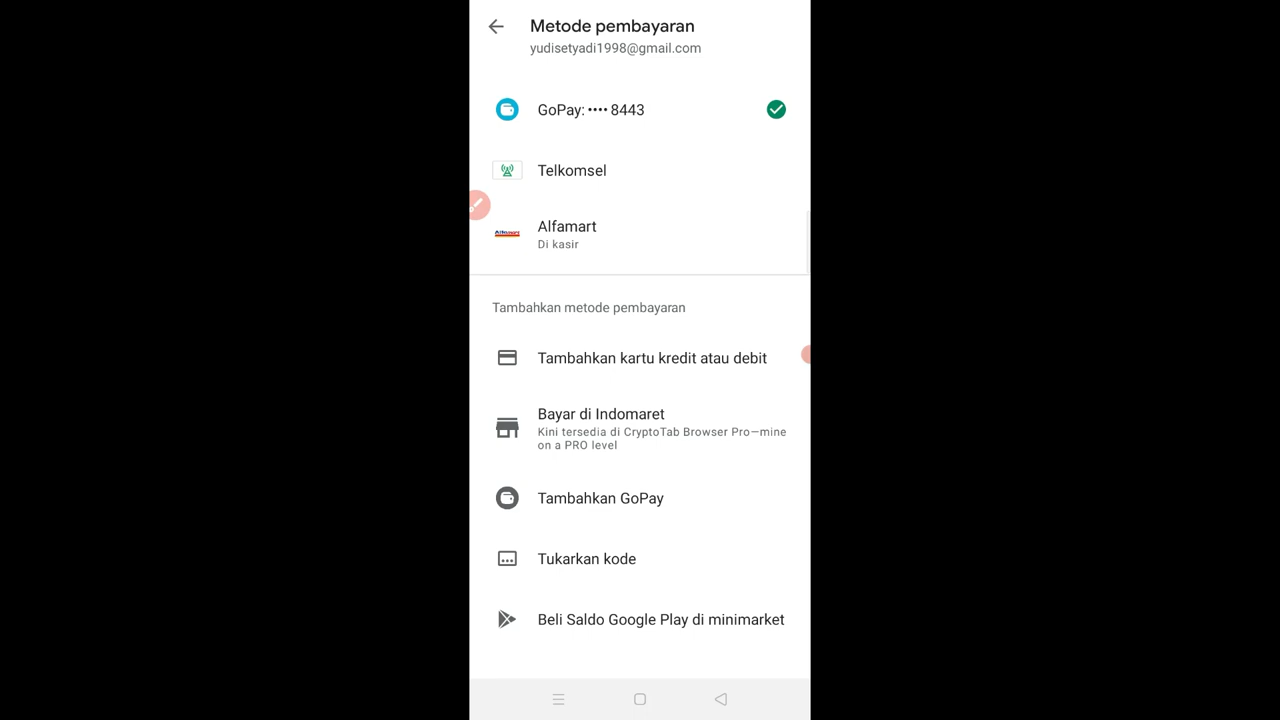 Metode pembayaran
yudisetyadi1998@gmail.com
GoPay: •••• 8443
Telkomsel
Alfamart
Di kasir
Tambahkan metode pembayaran
Tambahkan kartu kredit atau debit
Bayar di Indomaret
Kini tersedia di CryptoTab Browser Pro—mine
on a PRO level
Tambahkan GoPay
Tukarkan kode
Beli Saldo Google Play di minimarket